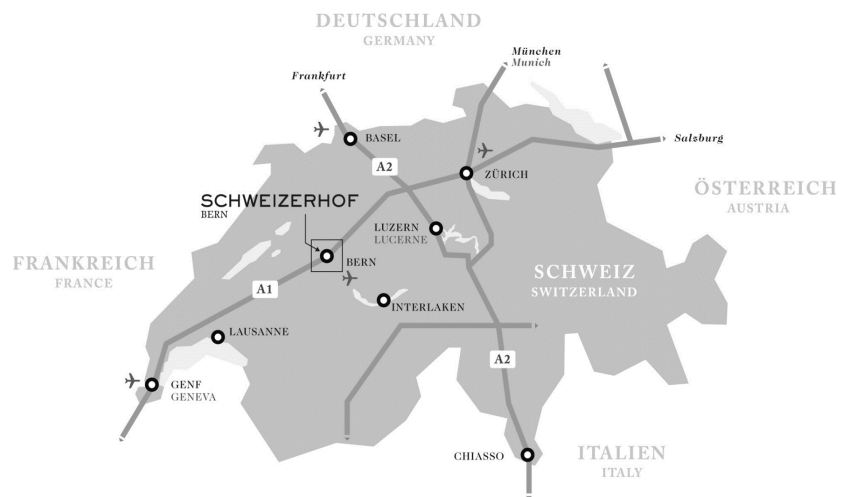 DEUTSCHLAND
GERMANY
München
Munich
Frankfurt
BASEL
Salzburg
A2
ZÜRICH
ÖSTERREICH
AUSTRIA
SCHWEIZERHOF
BERN
LUZERN
LUCERNE
FRANKREICH
FRANCE
BERN
SCHWEIZ
SWITZERLAND
A1
INTERLAKEN
LAUSANNE
A2
GENF
GENEVA
CHIASSO
ITALIEN
ITALY